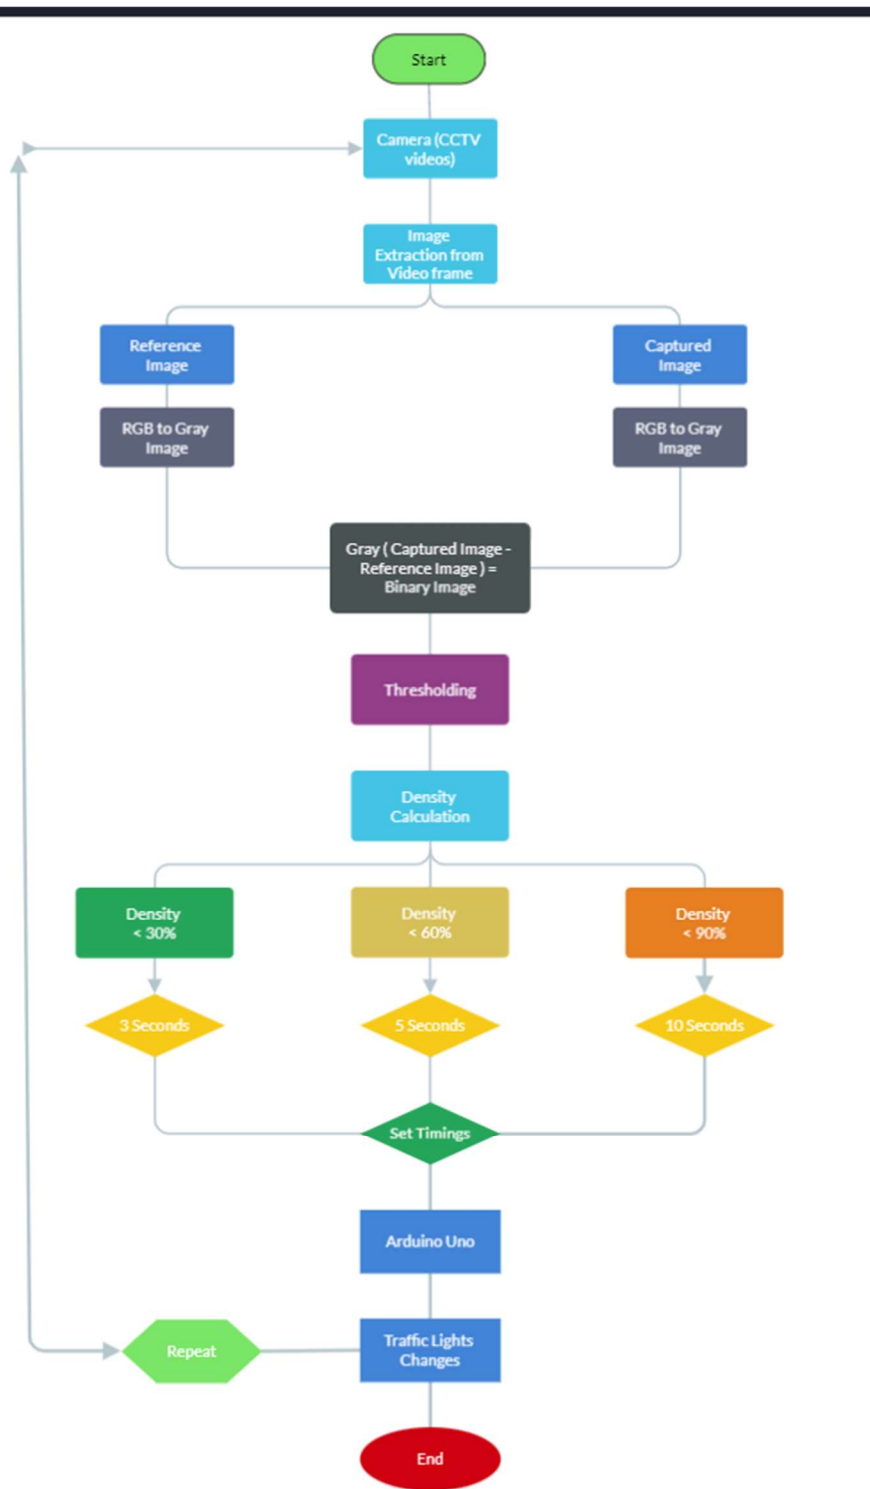 Start
Camera (CCTV
videos)
Image
Extraction from
Video frame
Reference
Image
Captured
Image
RGB to Gray
Image
RGB to Gray
Image
Gray ( Captured Image -
Reference Image ) =
Binary Image
Thresholding
Density
Calculation
Density
< 30%
Density
< 60%
Density
< 90%
3 Seconds
5 Seconds
10 Seconds
Set Timings
Arduino Uno
Traffic Lights
Changes
Repeat
End